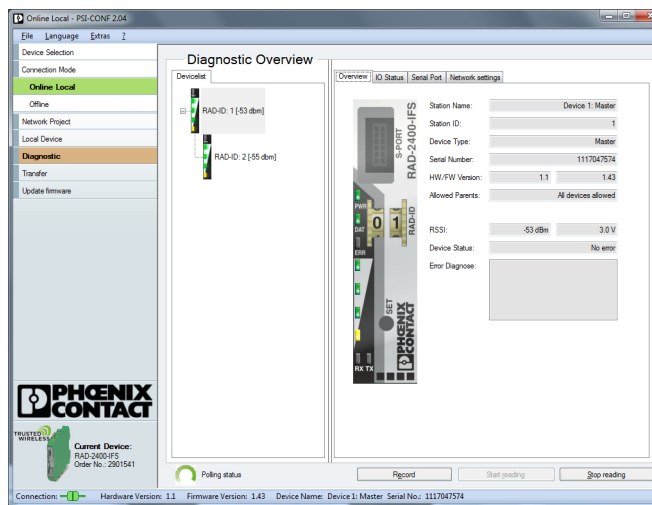 Online Local - PSI-CONF 2.04
File Language Extras ?
Device Selection
Connection Mode
Online Local
Offline
Network Project
Local Device
Diagnostic
Transfer
Update firmware
PHŒNIX
CONTACT
TRUSTED
WIRELESS
Current Device:
RAD-2400-IFS
Order No.: 2901541
Diagnostic Overview
Devicelist
RAD-ID: 1 [-53 dbm]
RAD-ID: 2 [-55 dbm]
Overview IO Status Serial Port Network settings
S-PORT
RAD-2400-IFS
PWR
DAT
ERR
0 1
RAD-ID
SET
PHŒNIX
CONTACT
RX TX
Station Name: Device 1: Master
Station ID: 1
Device Type: Master
Serial Number: 1117047574
HW/FW Version: 1.1 1.43
Allowed Parents: All devices allowed
RSSI: -53 dBm 3.0 V
Device Status: No error
Error Diagnose:
Polling status
Record Start reading Stop reading
Connection: Hardware Version: 1.1 Firmware Version: 1.43 Device Name: Device 1: Master Serial No.: 1117047574